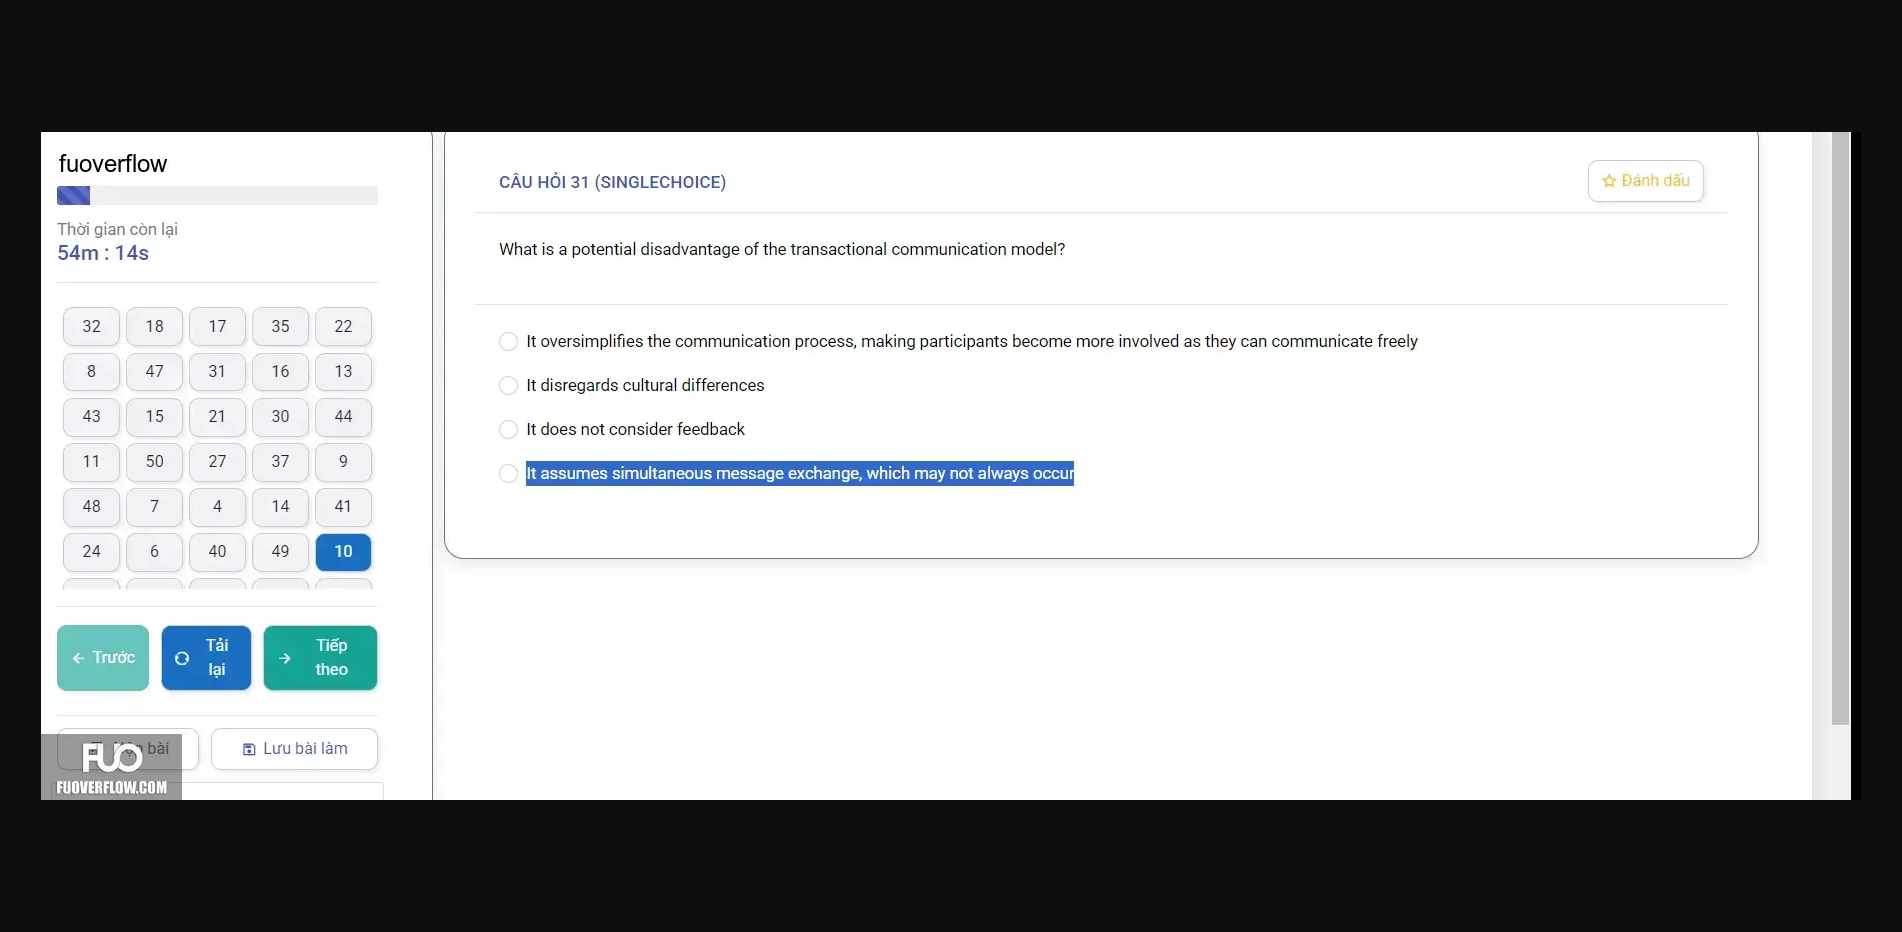 fuoverflow
Thời gian còn lại
54m : 14s
32 18 17 35 22
8 47 31 16 13
43 15 21 30 44
11 50 27 37 9
48 7 4 14 41
24 6 40 49 10
Trước
Tải lại
Tiếp theo
bài
Lưu bài làm
FUO
FUOVERFLOW.COM
CÂU HỎI 31 (SINGLECHOICE)
Đánh dấu
What is a potential disadvantage of the transactional communication model?
It oversimplifies the communication process, making participants become more involved as they can communicate freely
It disregards cultural differences
It does not consider feedback
It assumes simultaneous message exchange, which may not always occur